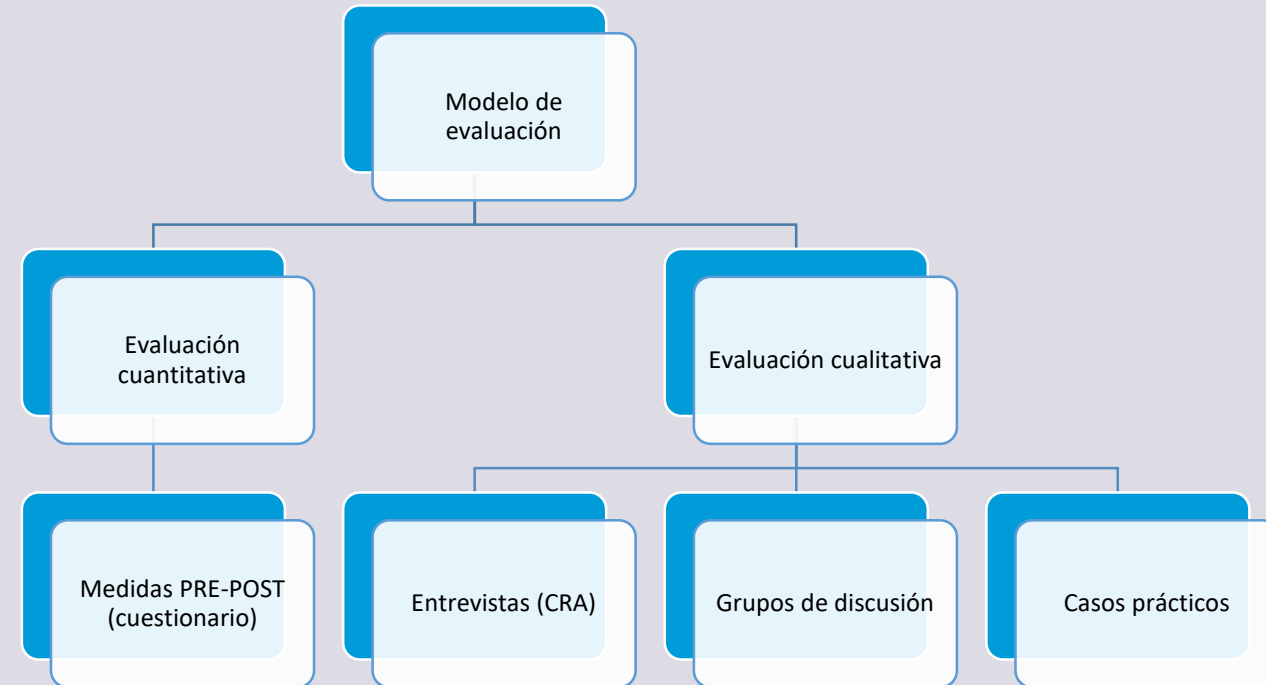 Modelo de
evaluación
Evaluación
cuantitativa
Evaluación cualitativa
Medidas PRE-POST
(cuestionario)
Entrevistas (CRA)
Grupos de discusión
Casos prácticos